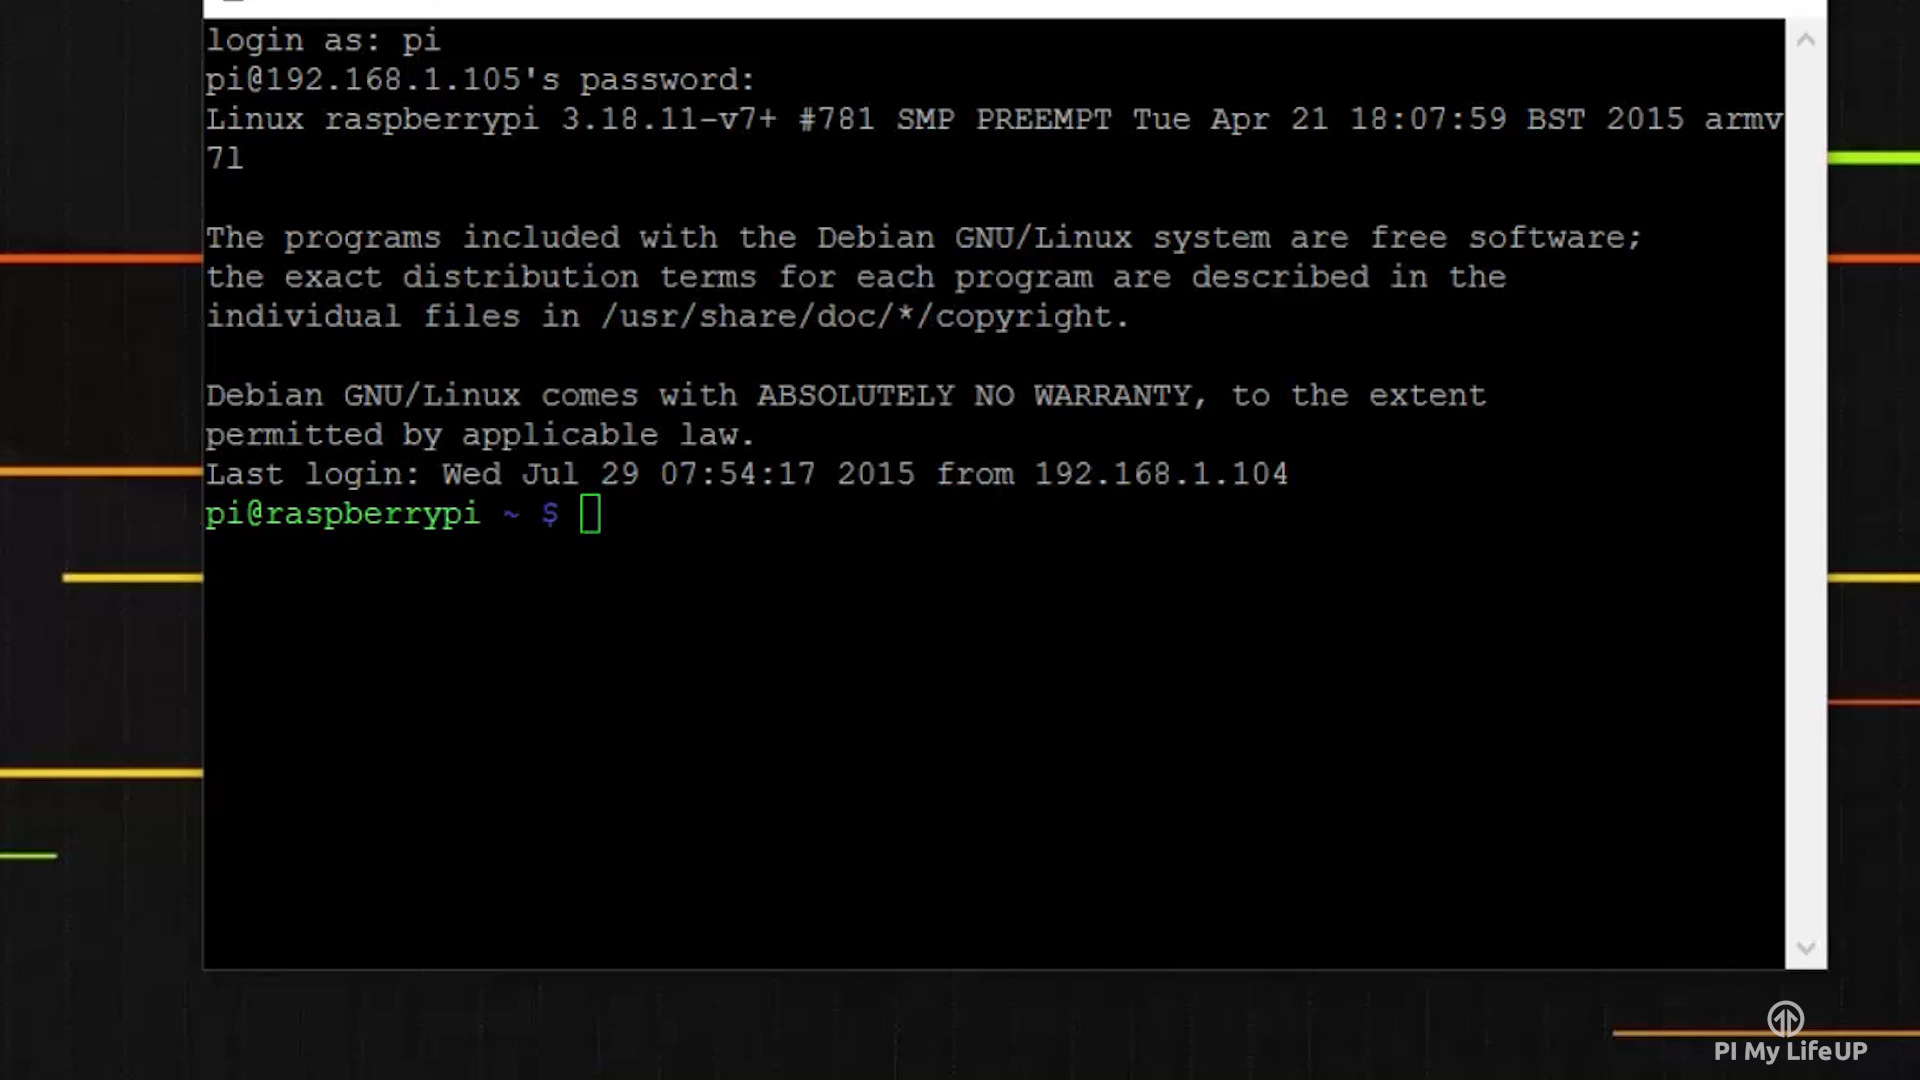 login as: pi
pi@192.168.1.105's password:
Linux raspberrypi 3.18.11-v7+ #781 SMP PREEMPT Tue Apr 21 18:07:59 BST 2015 armv
7l
The programs included with the Debian GNU/Linux system are free software;
the exact distribution terms for each program are described in the
individual files in /usr/share/doc/*/copyright.
Debian GNU/Linux comes with ABSOLUTELY NO WARRANTY, to the extent
permitted by applicable law.
Last login: Wed Jul 29 07:54:17 2015 from 192.168.1.104
pi@raspberrypi ~ $
PI My LifeUP